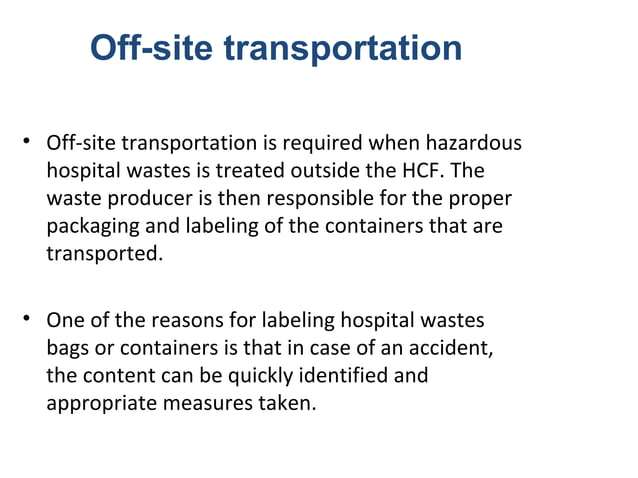 Off-site transportation
• Off-site transportation is required when hazardous
hospital wastes is treated outside the HCF. The
waste producer is then responsible for the proper
packaging and labeling of the containers that are
transported.
• One of the reasons for labeling hospital wastes
bags or containers is that in case of an accident,
the content can be quickly identified and
appropriate measures taken.